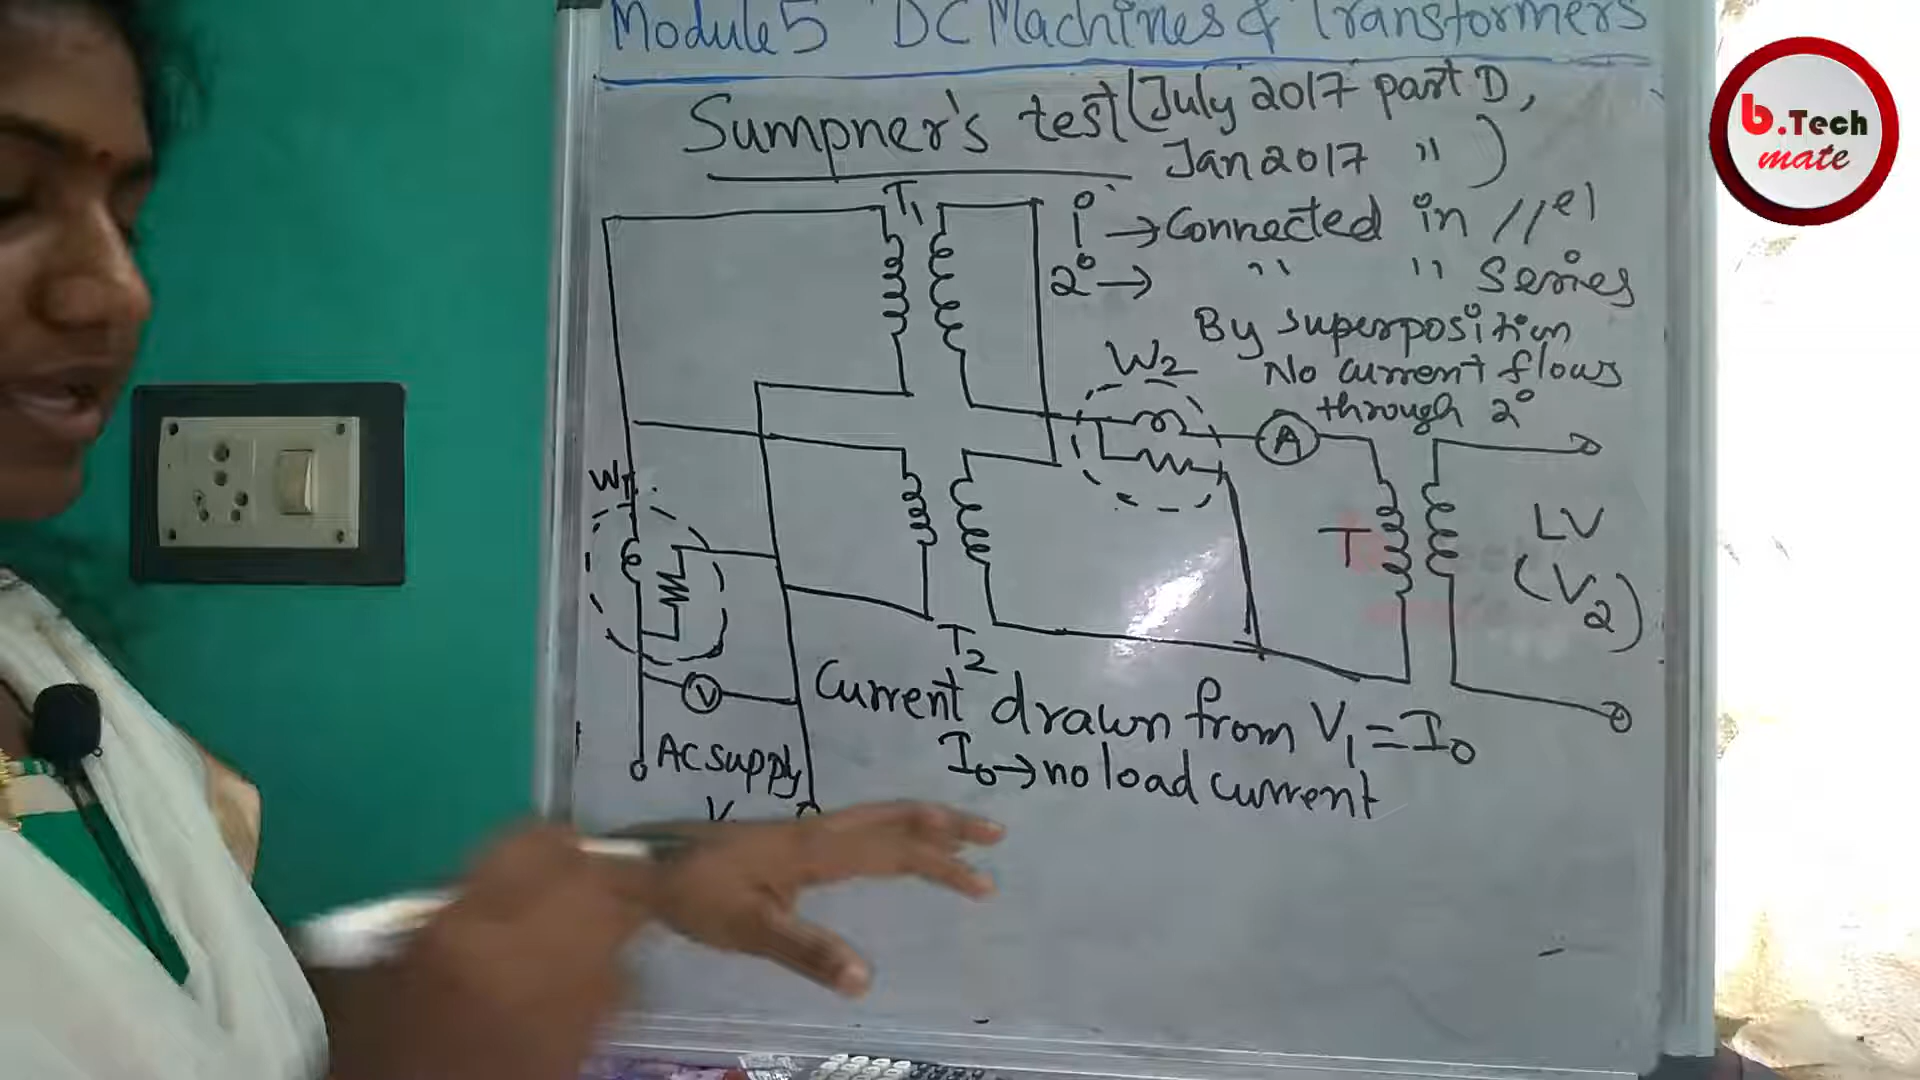 Module 5 DC Machines & Transformers
Sumpner's test (July 2017 part D,
Jan 2017 " )
T1
1° → Connected in //el
2° → " " Series
By superposition
No current flows
through 2°
W2
A
W1
T
LV
(V2)
T2
V
Current drawn from V1 = I0
I0 → no load current
AC supply
V
b.Tech
mate